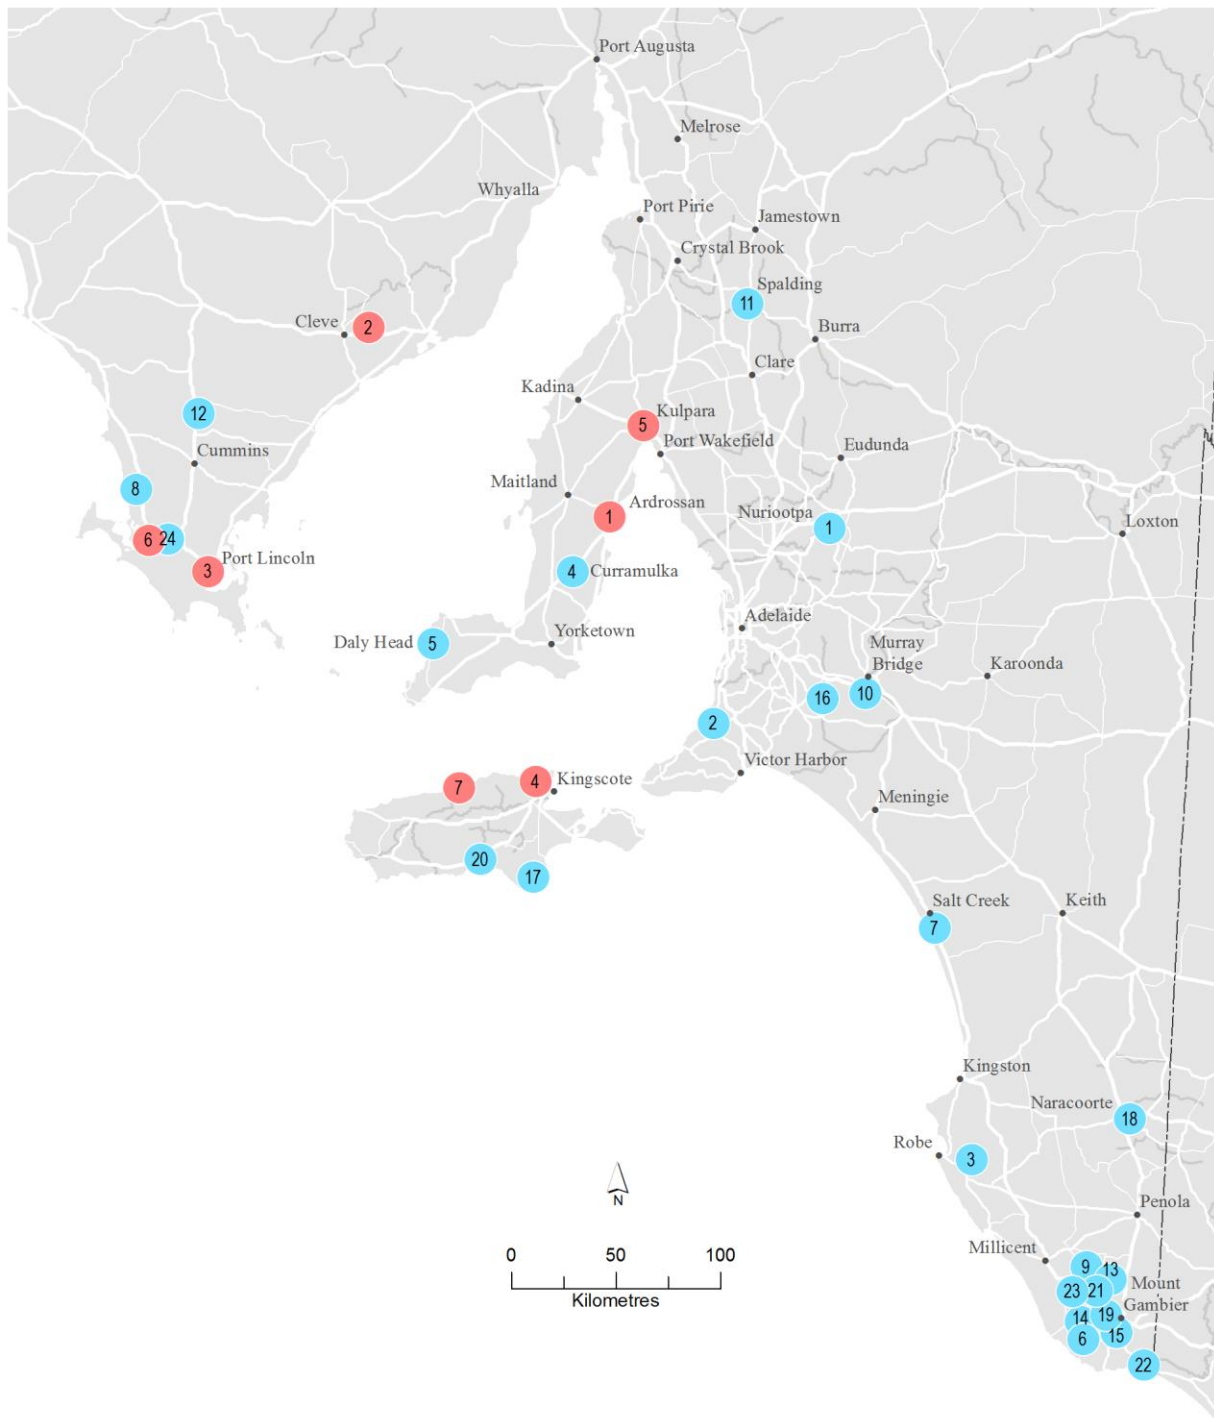 Port Augusta
Melrose
Whyalla
Port Pirie
Jamestown
Crystal Brook
Spalding
11
Cleve
2
Burra
Clare
Kadina
12
Kulpara
5
Port Wakefield
Cummins
Eudunda
8
Maitland
Ardrossan
1
Nuriootpa
1
Loxton
6
24
Port Lincoln
3
4
Curramulka
Adelaide
Daly Head
5
Yorketown
Murray
Bridge
Karoonda
16
10
2
Victor Harbor
7
4
Kingscote
Meningie
20
17
Salt Creek
7
Keith
Kingston
Naracoorte
18
Robe
3
N
Penola
0
50
100
Kilometres
Millicent
9
13
Mount
Gambier
23
21
14
19
6
15
22